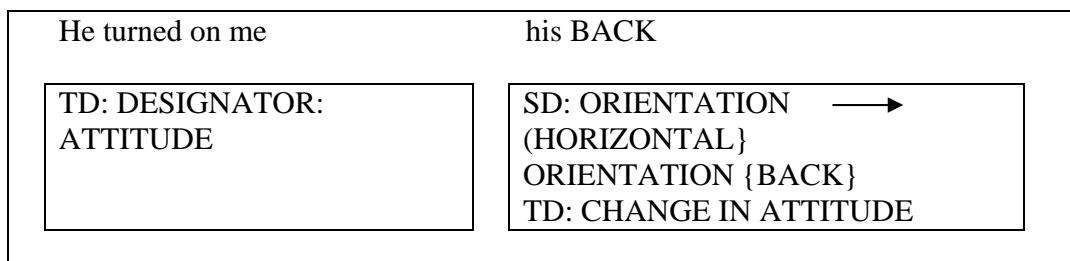 He turned on me his BACK
TD: DESIGNATOR:
ATTITUDE
SD: ORIENTATION →
(HORIZONTAL}
ORIENTATION {BACK}
TD: CHANGE IN ATTITUDE